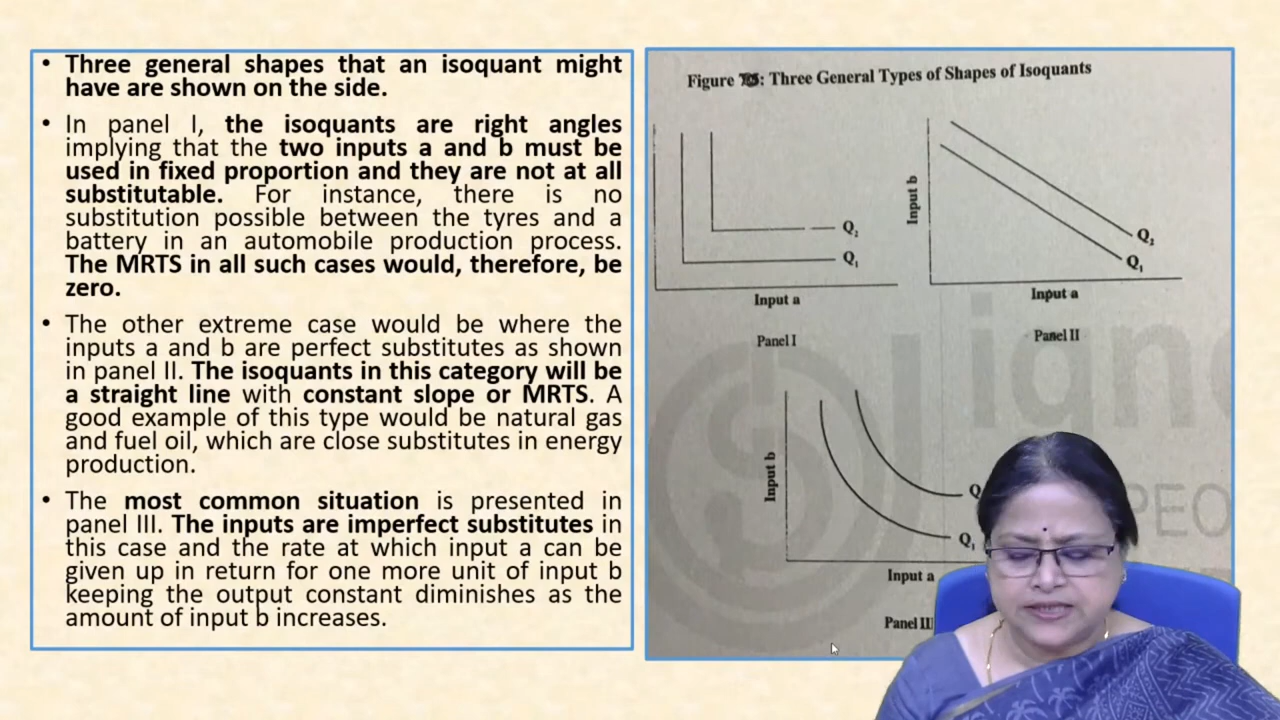 • Three general shapes that an isoquant might
have are shown on the side.
• In panel I, the isoquants are right angles
implying that the two inputs a and b must be
used in fixed proportion and they are not at all
substitutable. For instance, there is no
substitution possible between the tyres and a
battery in an automobile production process.
The MRTS in all such cases would, therefore, be
zero.
• The other extreme case would be where the
inputs a and b are perfect substitutes as shown
in panel II. The isoquants in this category will be
a straight line with constant slope or MRTS. A
good example of this type would be natural gas
and fuel oil, which are close substitutes in energy
production.
• The most common situation is presented in
panel III. The inputs are imperfect substitutes in
this case and the rate at which input a can be
given up in return for one more unit of input b
keeping the output constant diminishes as the
amount of input b increases.
Figure : Three General Types of Shapes of Isoquants
Q₂
Q₁
Input a
Panel I
Input b
Q₂
Q₁
Input a
Panel II
Input b
Q
Q₁
Input a
Panel III
ign
PEO